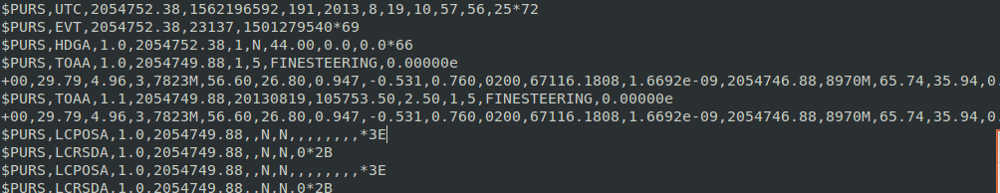 $PURS,UTC,2054752.38,1562196592,191,2013,8,19,10,57,56,25*72
$PURS,EVT,2054752.38,23137,1501279540*69
$PURS,HDGA,1.0,2054752.38,1,N,44.00,0.0,0.0*66
$PURS,TOAA,1.0,2054749.88,1,5,FINESTEERING,0.00000e
+00,29.79,4.96,3,7823M,56.60,26.80,0.947,-0.531,0.760,0200,67116.1808,1.6692e-09,2054746.88,8970M,65.74,35.94,0.
$PURS,TOAA,1.1,2054749.88,20130819,105753.50,2.50,1,5,FINESTEERING,0.00000e
+00,29.79,4.96,3,7823M,56.60,26.80,0.947,-0.531,0.760,0200,67116.1808,1.6692e-09,2054746.88,8970M,65.74,35.94,0.
$PURS,LCPOSA,1.0,2054749.88,,N,N,,,,,,,,*3E
$PURS,LCRSDA,1.0,2054749.88,,N,N,0*2B
$PURS,LCPOSA,1.0,2054749.88,,N,N,,,,,,,,*3E
$PURS,LCRSDA,1.0,2054749.88,,N,N,0*2B